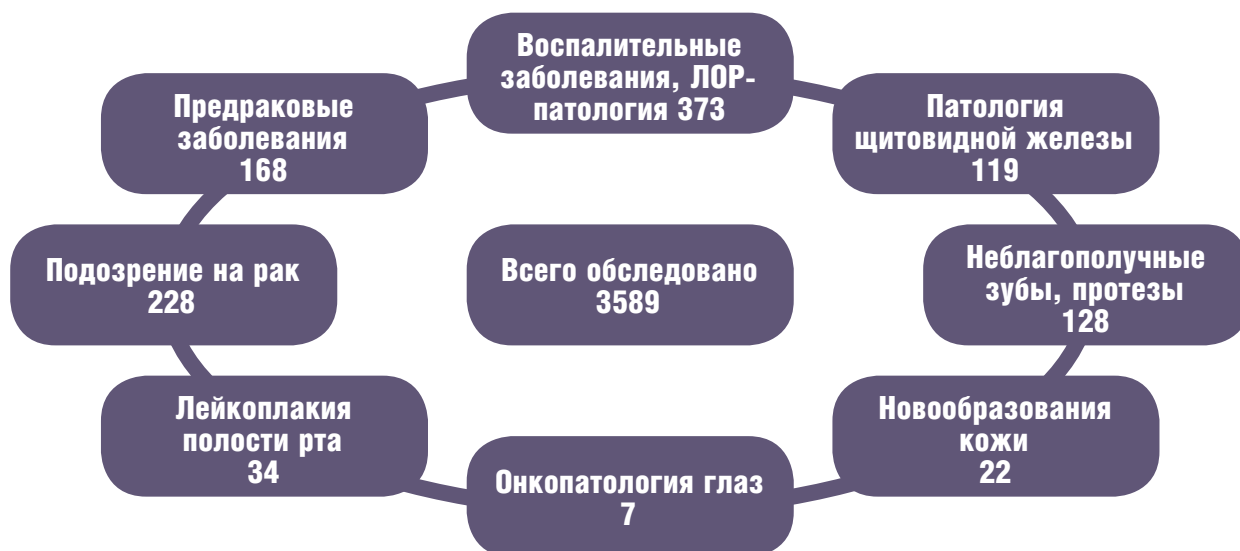 Воспалительные
заболевания, ЛОР-
патология 373
Предраковые
заболевания
168
Патология
щитовидной железы
119
Подозрение на рак
228
Всего обследовано
3589
Неблагополучные
зубы, протезы
128
Лейкоплакия
полости рта
34
Новообразования
кожи
22
Онкопатология глаз
7